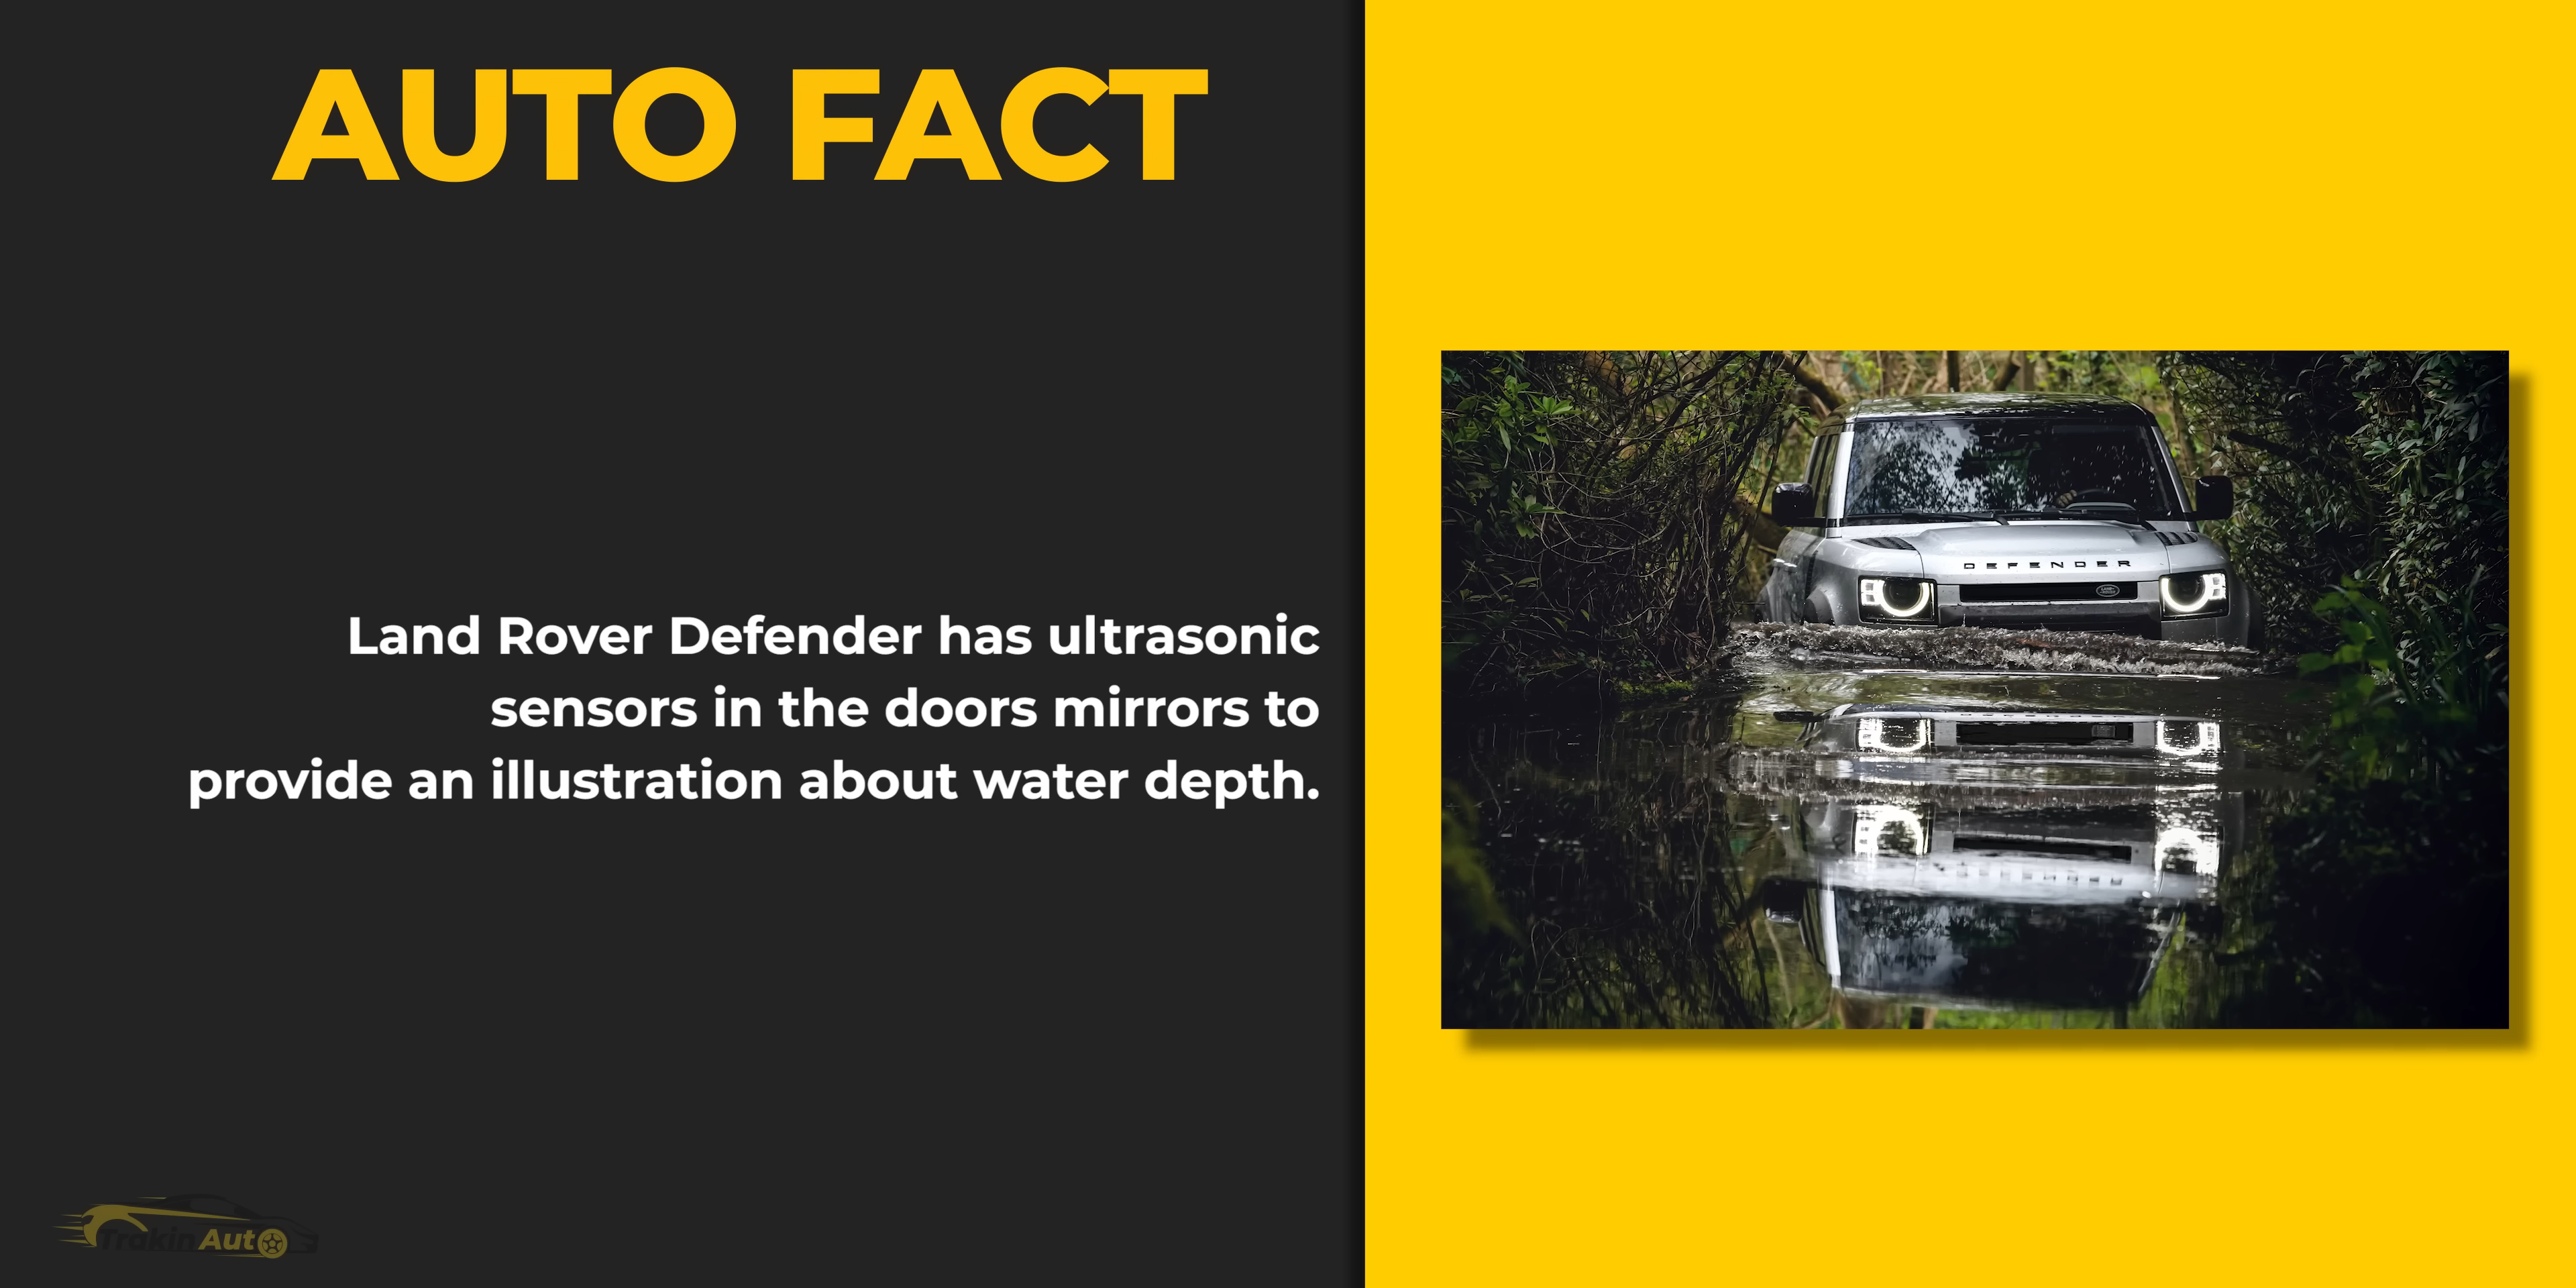 AUTO FACT
Land Rover Defender has ultrasonic
sensors in the doors mirrors to
provide an illustration about water depth.
DEFENDER
TrakinAuto